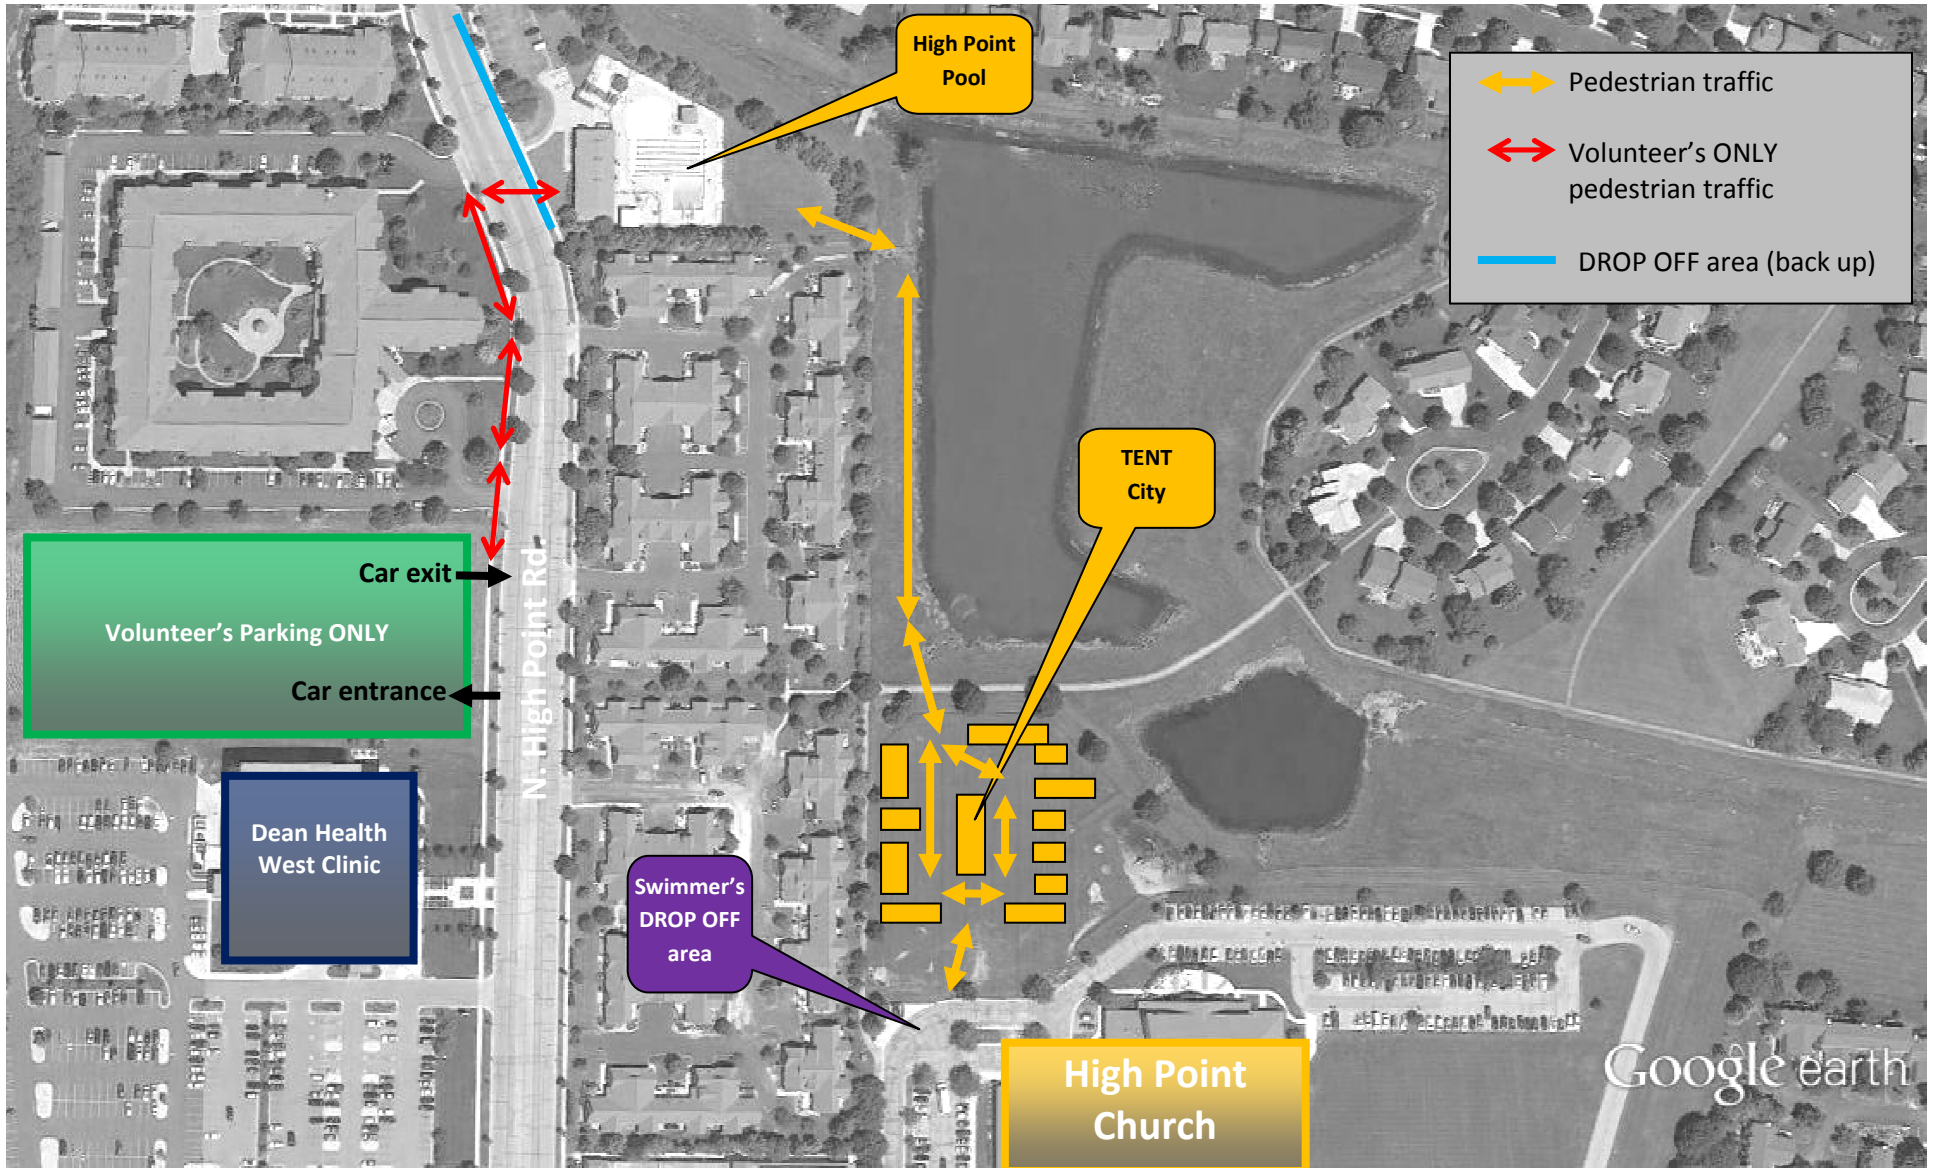 High Point
Pool
Pedestrian traffic
Volunteer's ONLY
pedestrian traffic
DROP OFF area (back up)
TENT
City
Car exit
Volunteer's Parking ONLY
Car entrance
N. High Point Rd
Dean Health
West Clinic
Swimmer's
DROP OFF
area
High Point
Church
Google earth